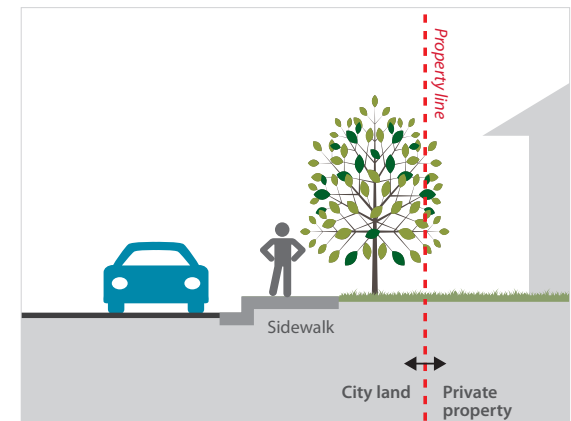 Property line
Sidewalk
City land
Private
property